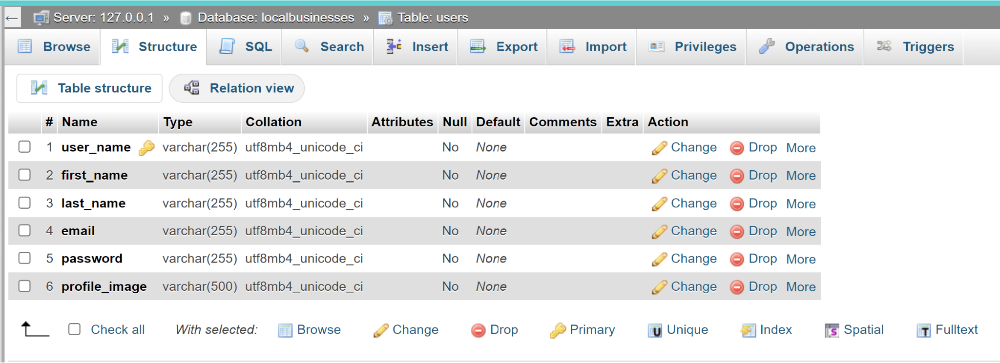 ← Server: 127.0.0.1 » Database: localbusinesses » Table: users
Browse Structure SQL Search Insert Export Import Privileges Operations Triggers
Table structure Relation view
# Name Type Collation Attributes Null Default Comments Extra Action
1 user_name varchar(255) utf8mb4_unicode_ci No None Change Drop More
2 first_name varchar(255) utf8mb4_unicode_ci No None Change Drop More
3 last_name varchar(255) utf8mb4_unicode_ci No None Change Drop More
4 email varchar(255) utf8mb4_unicode_ci No None Change Drop More
5 password varchar(255) utf8mb4_unicode_ci No None Change Drop More
6 profile_image varchar(500) utf8mb4_unicode_ci No None Change Drop More
Check all With selected: Browse Change Drop Primary Unique Index Spatial Fulltext